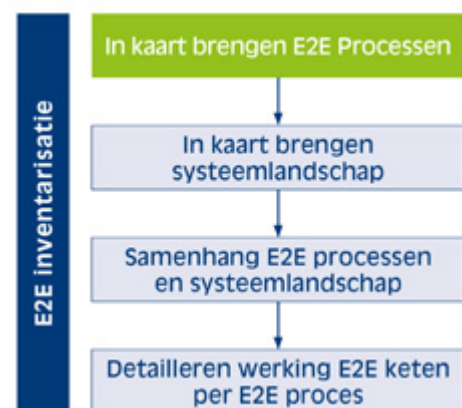 E2E inventarisatie
In kaart brengen E2E Processen
In kaart brengen
systeemlandschap
Samenhang E2E processen
en systeemlandschap
Detailleren werking E2E keten
per E2E proces